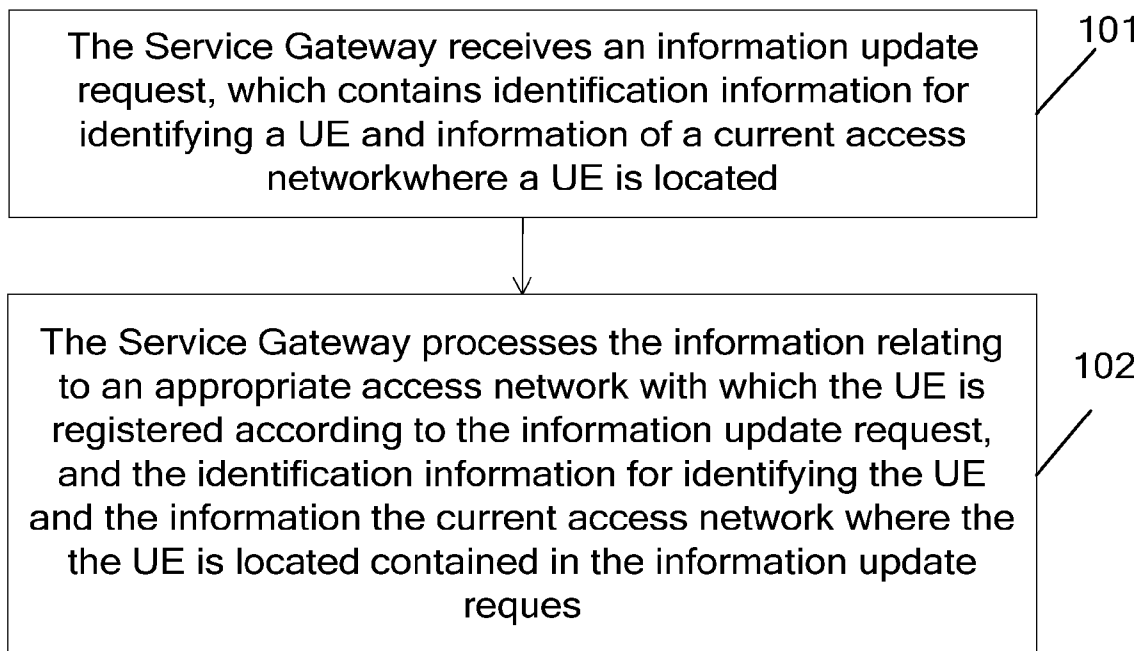 The Service Gateway receives an information update
request, which contains identification information for
identifying a UE and information of a current access
networkwhere a UE is located
101
The Service Gateway processes the information relating
to an appropriate access network with which the UE is
registered according to the information update request,
and the identification information for identifying the UE
and the information the current access network where the
the UE is located contained in the information update
reques
102